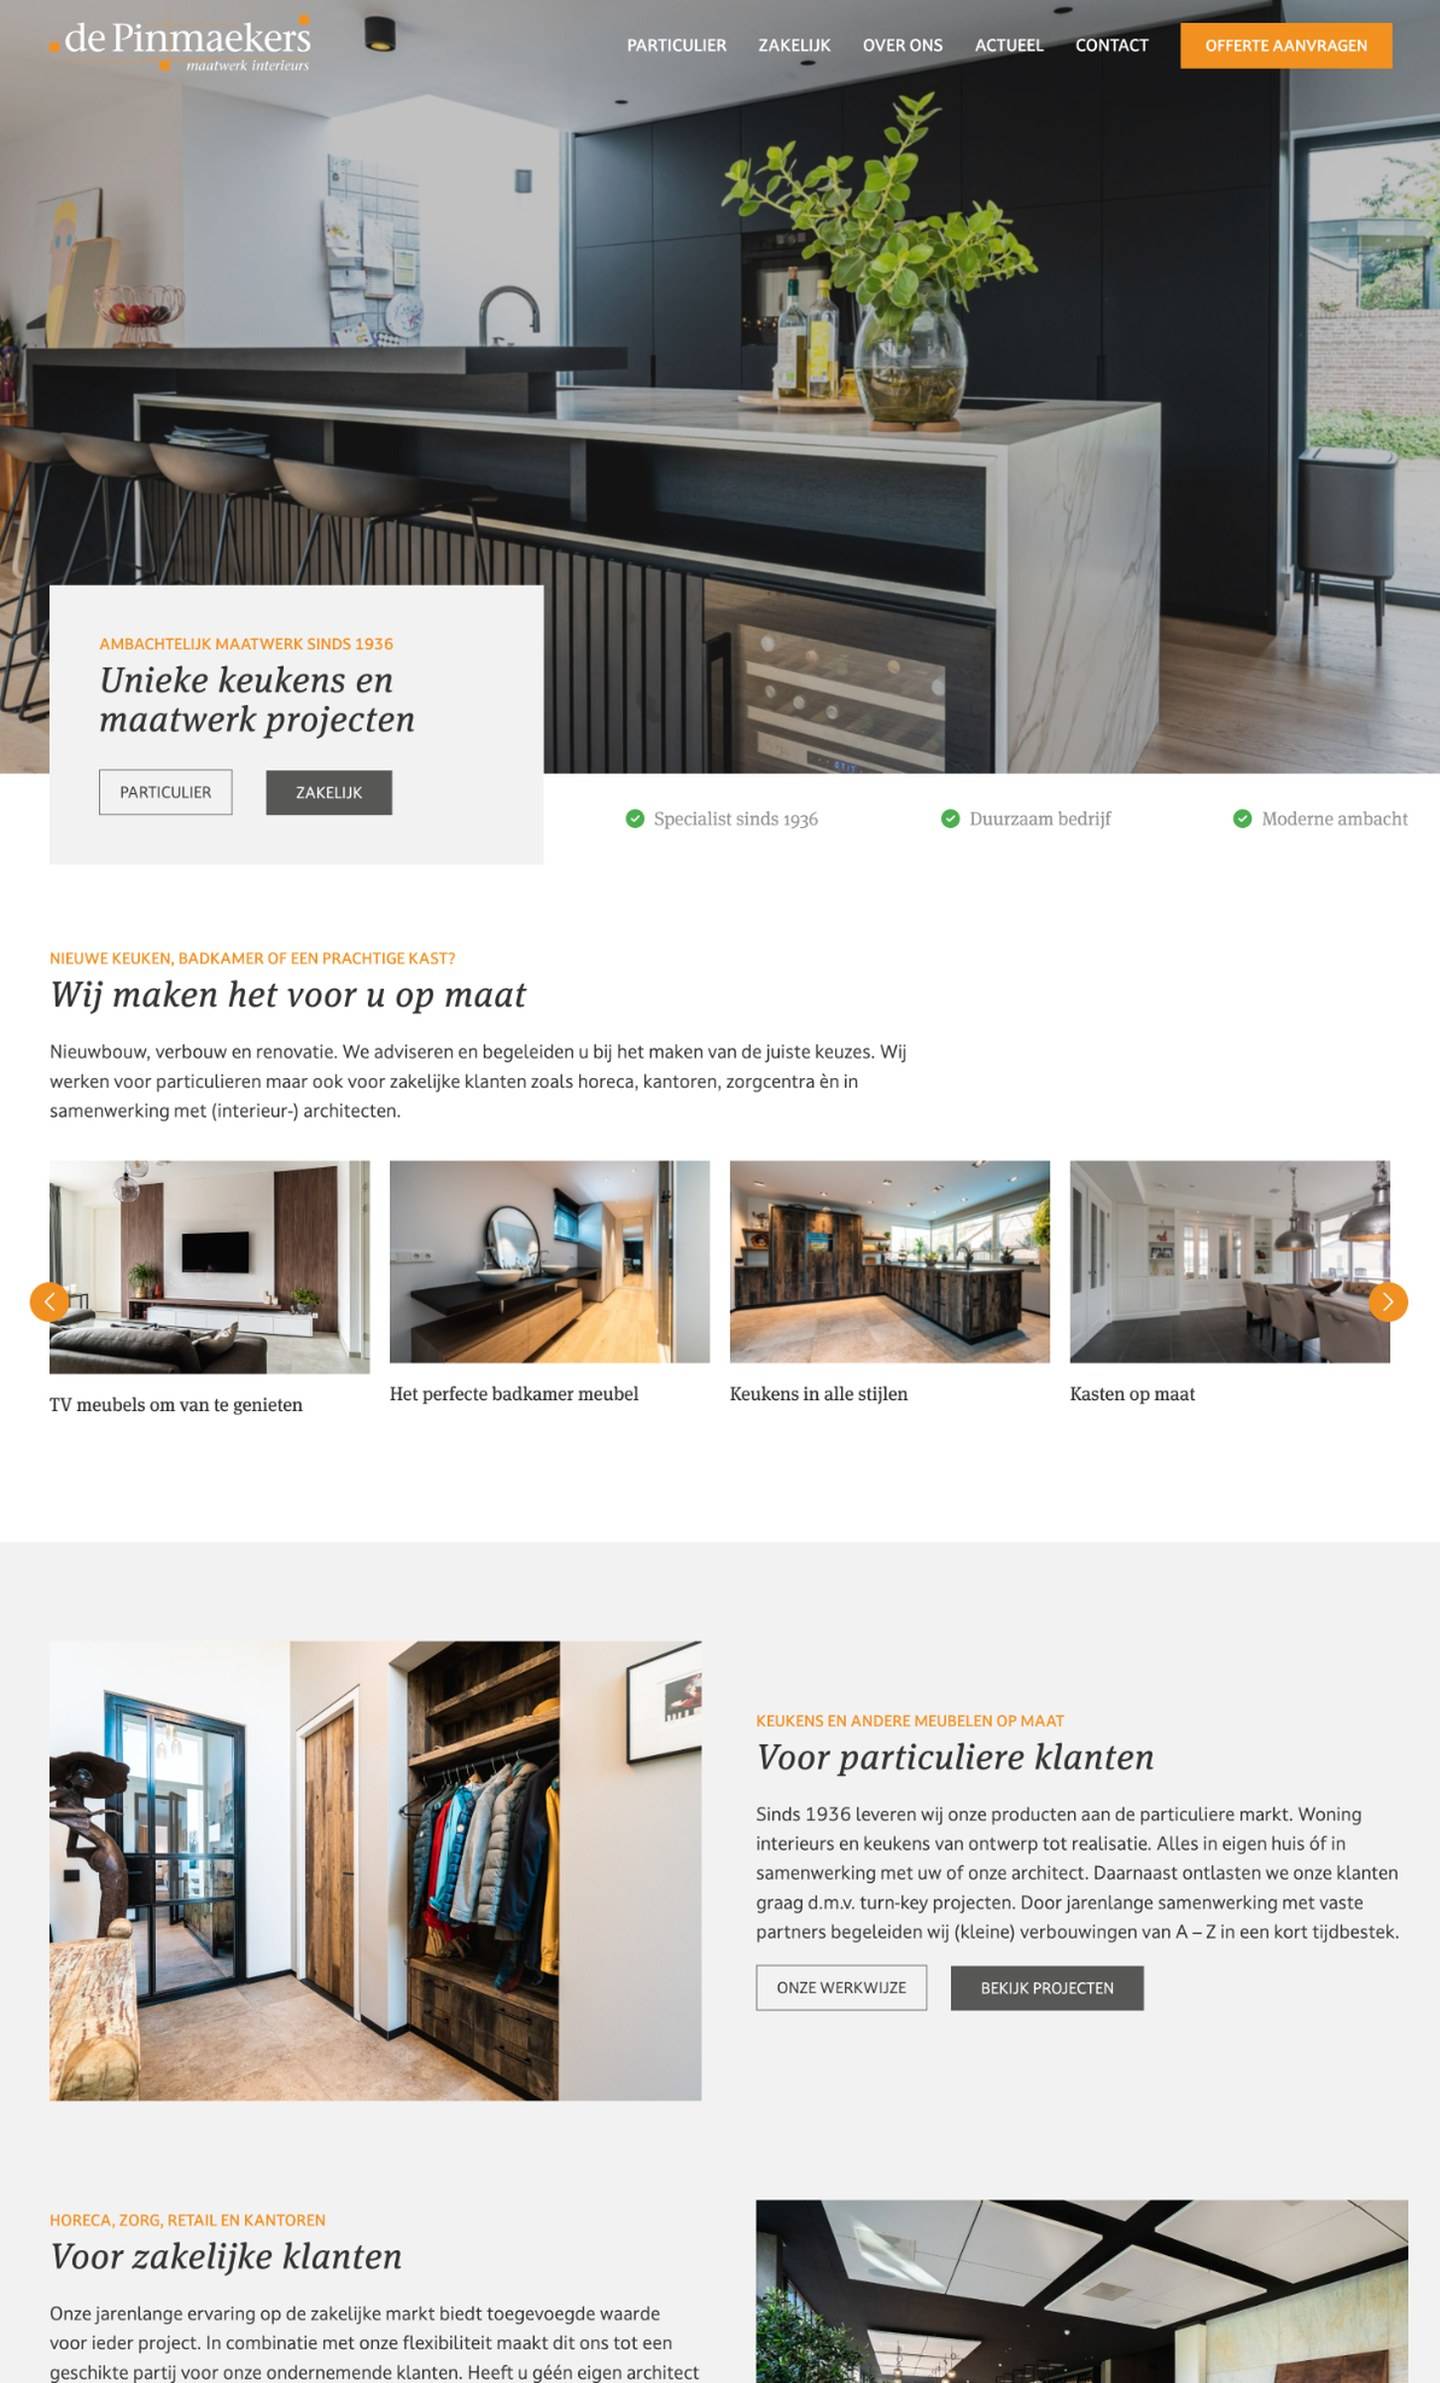 de Pinmaekers
maatwerk interieurs
PARTICULIER ZAKELIJK OVER ONS ACTUEEL CONTACT OFFERTE AANVRAGEN
AMBACHTELIJK MAATWERK SINDS 1936
Unieke keukens en
maatwerk projecten
PARTICULIER ZAKELIJK
Specialist sinds 1936 Duurzaam bedrijf Moderne ambacht
NIEUWE KEUKEN, BADKAMER OF EEN PRACHTIGE KAST?
Wij maken het voor u op maat
Nieuwbouw, verbouw en renovatie. We adviseren en begeleiden u bij het maken van de juiste keuzes. Wij
werken voor particulieren maar ook voor zakelijke klanten zoals horeca, kantoren, zorgcentra èn in
samenwerking met (interieur-) architecten.
TV meubels om van te genieten
Het perfecte badkamer meubel
Keukens in alle stijlen
Kasten op maat
KEUKENS EN ANDERE MEUBELEN OP MAAT
Voor particuliere klanten
Sinds 1936 leveren wij onze producten aan de particuliere markt. Woning
interieurs en keukens van ontwerp tot realisatie. Alles in eigen huis óf in
samenwerking met uw of onze architect. Daarnaast ontlasten we onze klanten
graag d.m.v. turn-key projecten. Door jarenlange samenwerking met vaste
partners begeleiden wij (kleine) verbouwingen van A – Z in een kort tijdbestek.
ONZE WERKWIJZE BEKIJK PROJECTEN
HORECA, ZORG, RETAIL EN KANTOREN
Voor zakelijke klanten
Onze jarenlange ervaring op de zakelijke markt biedt toegevoegde waarde
voor ieder project. In combinatie met onze flexibiliteit maakt dit ons tot een
geschikte partij voor onze ondernemende klanten. Heeft u géén eigen architect